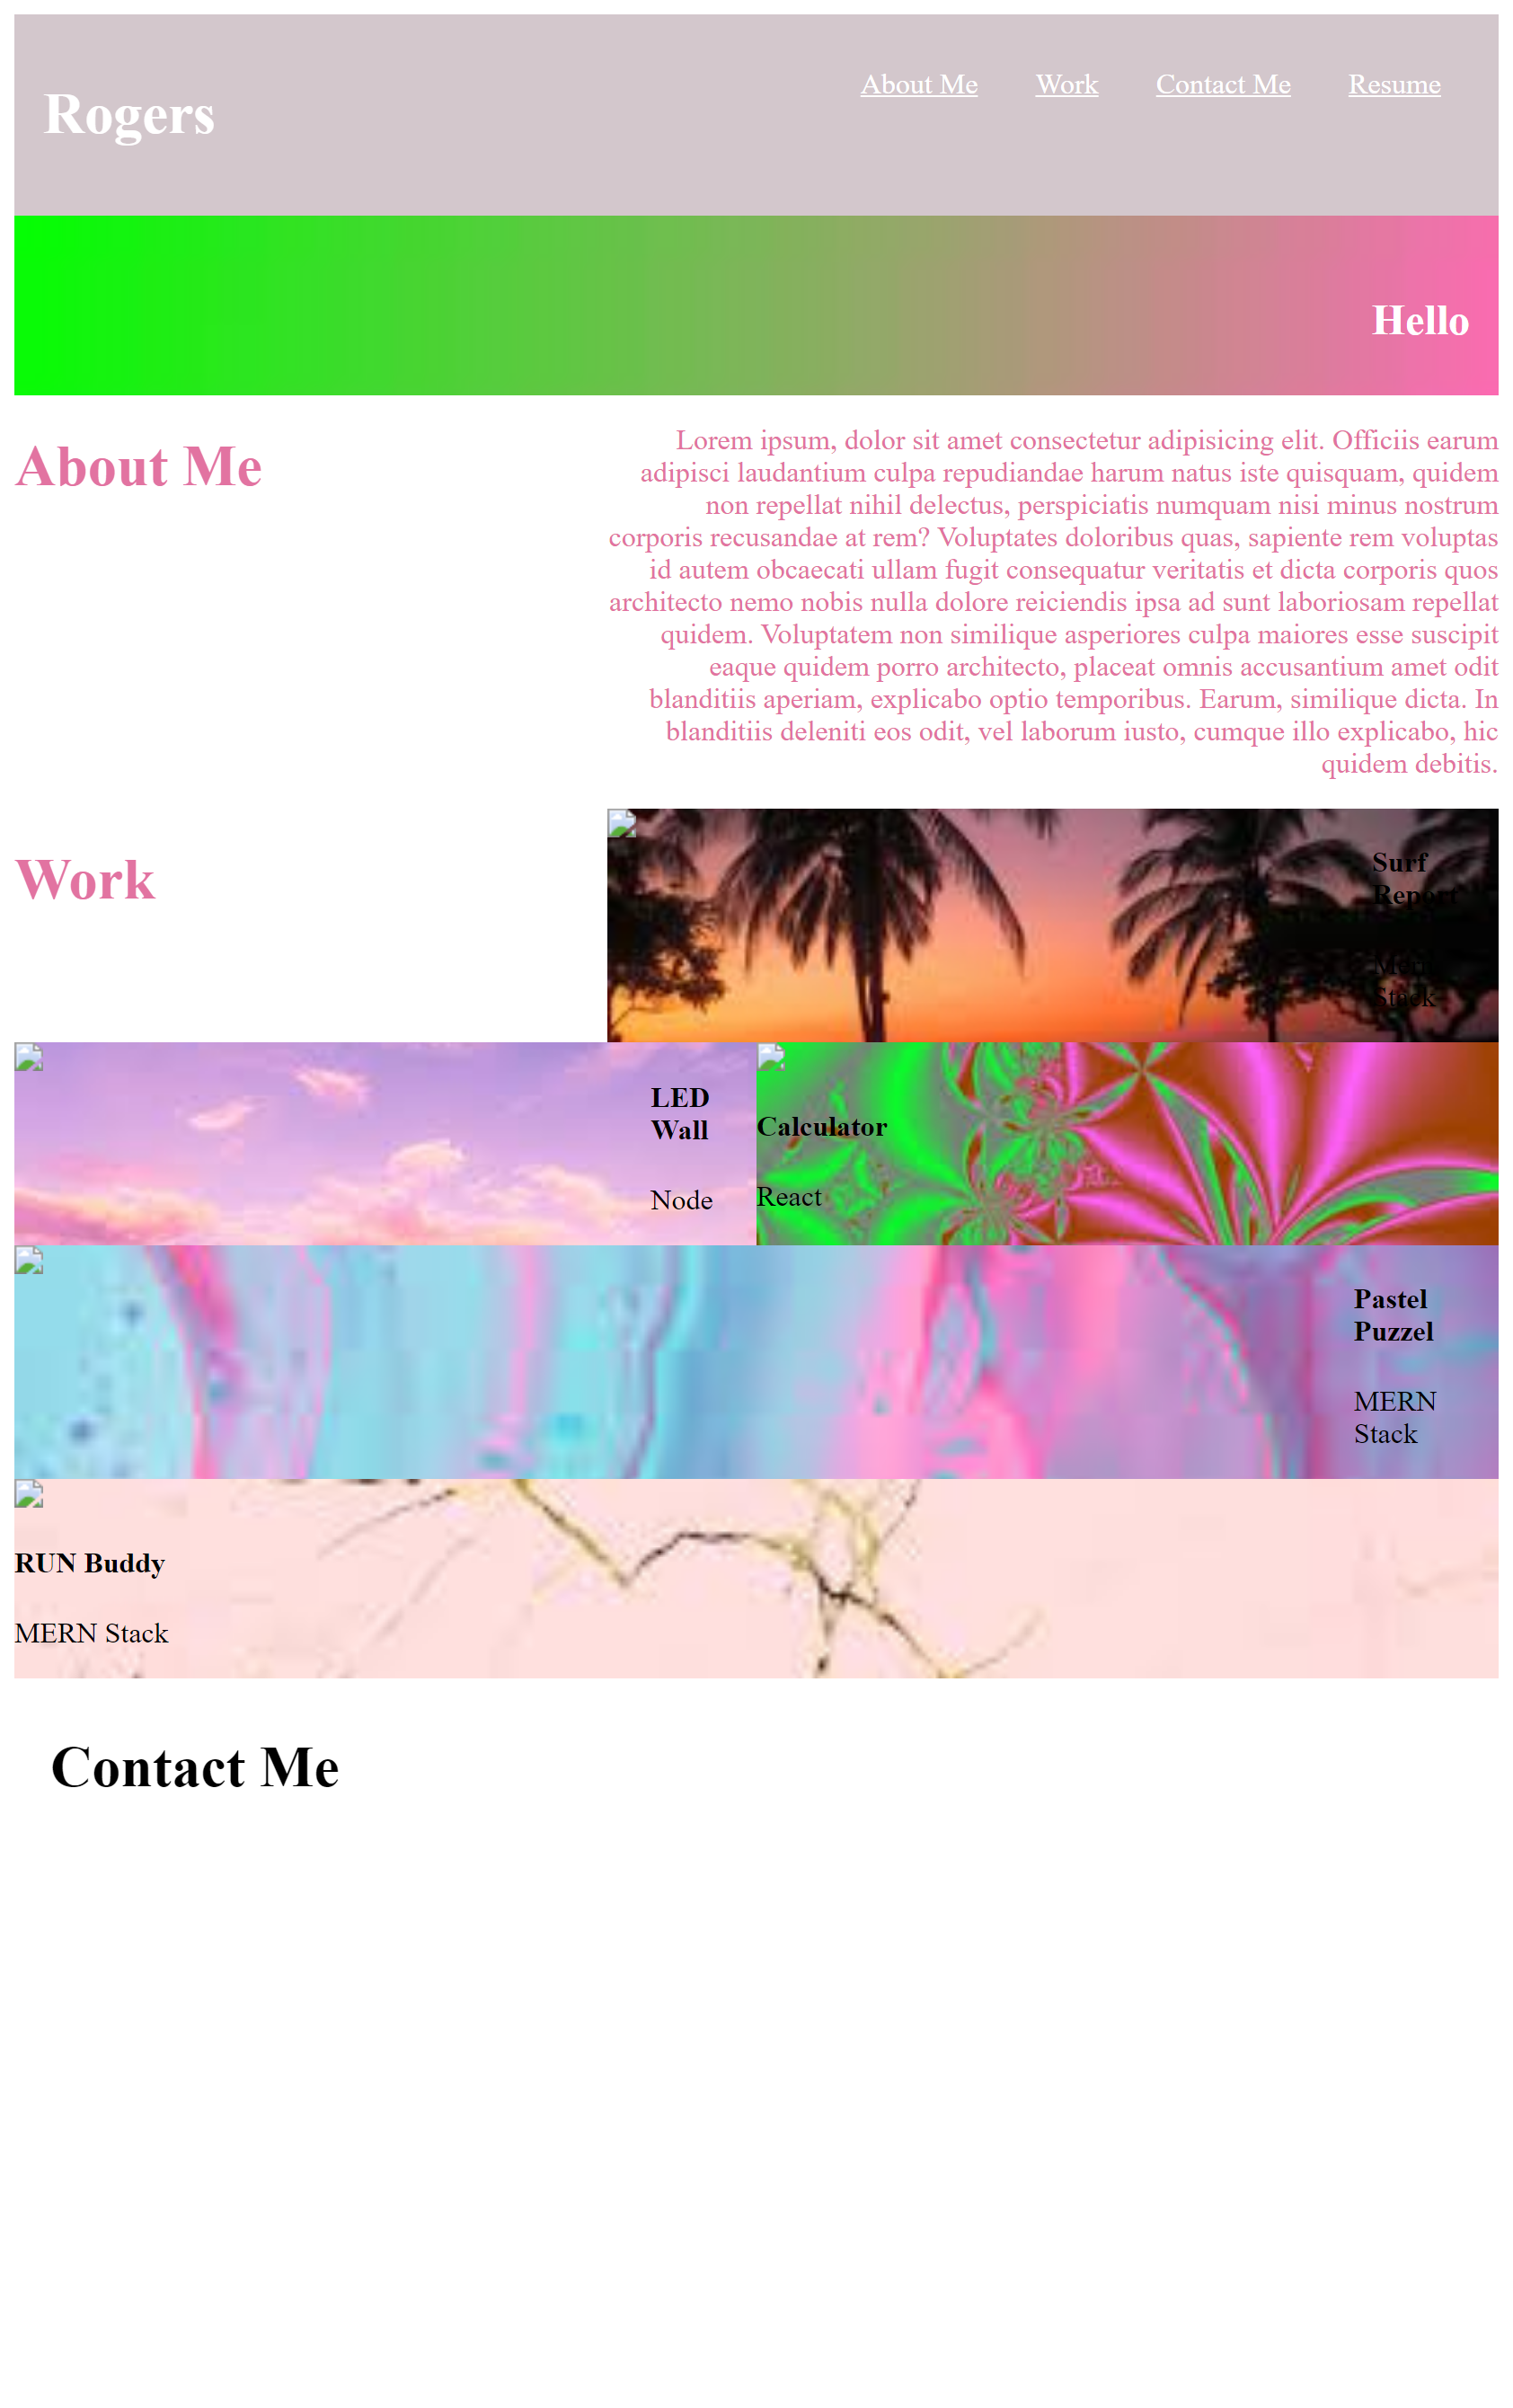 Rogers
About Me Work Contact Me Resume
Hello
About Me
Lorem ipsum, dolor sit amet consectetur adipisicing elit. Officiis earum
adipisci laudantium culpa repudiandae harum natus iste quisquam, quidem
non repellat nihil delectus, perspiciatis numquam nisi minus nostrum
corporis recusandae at rem? Voluptates doloribus quas, sapiente rem voluptas
id autem obcaecati ullam fugit consequatur veritatis et dicta corporis quos
architecto nemo nobis nulla dolore reiciendis ipsa ad sunt laboriosam repellat
quidem. Voluptatem non similique asperiores culpa maiores esse suscipit
eaque quidem porro architecto, placeat omnis accusantium amet odit
blanditiis aperiam, explicabo optio temporibus. Earum, similique dicta. In
blanditiis deleniti eos odit, vel laborum iusto, cumque illo explicabo, hic
quidem debitis.
Work
Surf
Report
Mern
Stack
LED
Wall
Node
Calculator
React
Pastel
Puzzel
MERN
Stack
RUN Buddy
MERN Stack
Contact Me